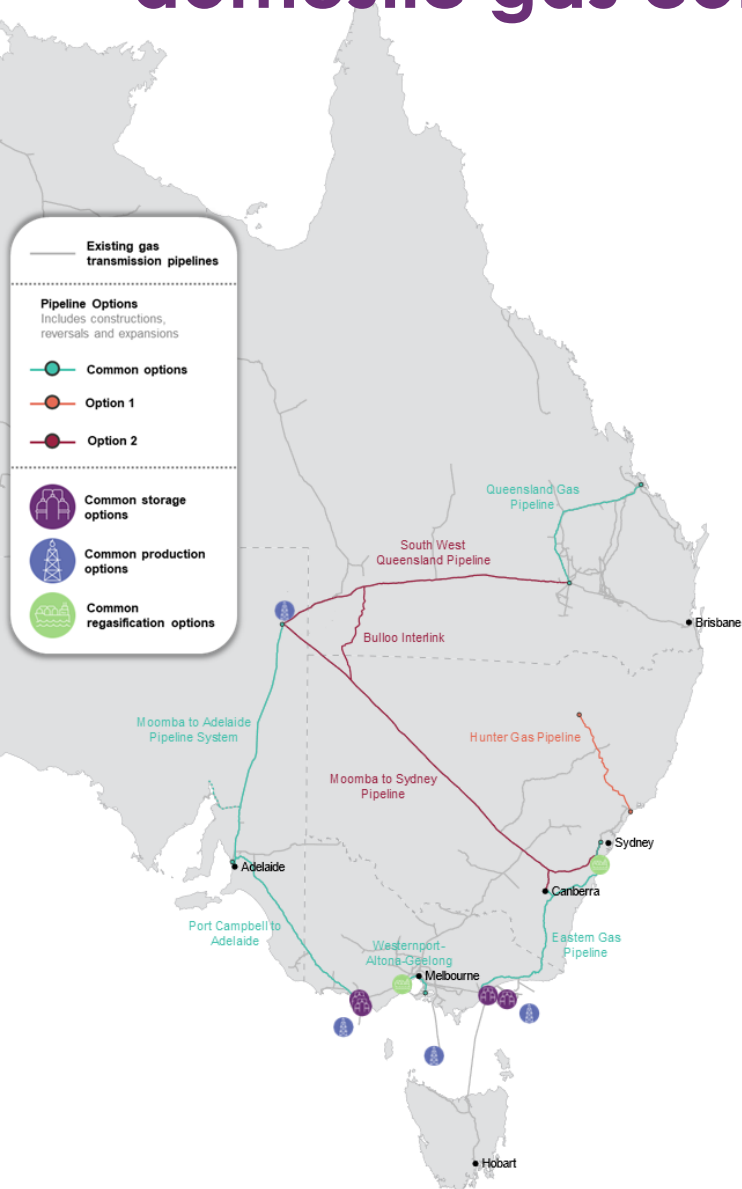 domestic gas
Existing gas
transmission pipelines
Pipeline Options
Includes constructions,
reversals and expansions
Common options
Option 1
Option 2
Common storage
options
Common production
options
Common
regasification options
Queensland Gas
Pipeline
South West
Queensland Pipeline
Brisbane
Bulloo Interlink
Moomba to Adelaide
Pipeline System
Hunter Gas Pipeline
Moomba to Sydney
Pipeline
Sydney
Adelaide
Canberra
Port Campbell to
Adelaide
Westernport-
Altona-Geelong
Eastern Gas
Pipeline
Melbourne
Hobart